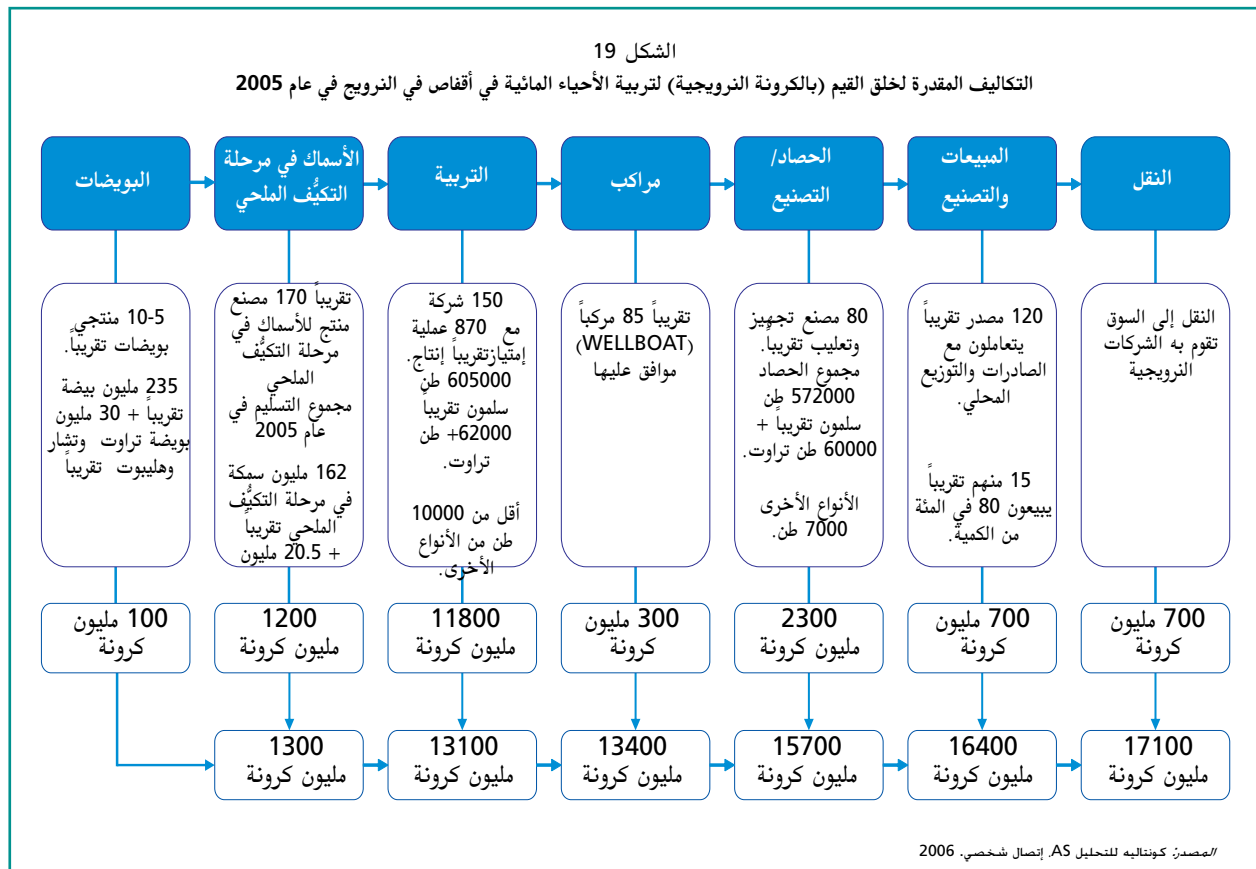 الشكل 19
التكاليف المقدرة لخلق القيم (بالكرونة النرويجية) لتربية الأحياء المائية في أقفاص في النرويج في عام 2005
البويضات
الأسماك في مرحلة
التكيُّف الملحي
التربية
مراكب
الحصاد/
التصنيع
المبيعات
والتصنيع
النقل
5-10 منتجي
بويضات تقريباً.
235 مليون بيضة
تقريباً + 30 مليون
بويضة تراوت وتشار
وهليبوت تقريباً
تقريباً 170 مصنع
منتج للأسماك في
مرحلة التكيُّف
الملحي
مجموع التسليم في
عام 2005
162 مليون سمكة
في مرحلة التكيُّف
الملحي تقريباً
+ 20.5 مليون
150 شركة
مع 870 عملية
إمتيازتقريباً إنتاج.
605000 طن
سلمون تقريباً
+62000 طن
تراوت.
أقل من 10000
طن من الأنواع
الأخرى.
تقريباً 85 مركباً
(WELLBOAT)
موافق عليها
80 مصنع تجهيز
وتعليب تقريباً.
مجموع الحصاد
572000 طن
سلمون تقريباً +
60000 طن تراوت.
الأنواع الأخرى
7000 طن.
120 مصدر تقريباً
يتعاملون مع
الصادرات والتوزيع
المحلي.
15 منهم تقريباً
يبيعون 80 في المئة
من الكمية.
النقل إلى السوق
تقوم به الشركات
النرويجية
100 مليون
كرونة
1200
مليون كرونة
11800
مليون كرونة
300 مليون
كرونة
2300
مليون كرونة
700 مليون
كرونة
700 مليون
كرونة
1300
مليون كرونة
13100
مليون كرونة
13400
مليون كرونة
15700
مليون كرونة
16400
مليون كرونة
17100
مليون كرونة
المصدر: كونتاليه للتحليل AS. إتصال شخصي. 2006